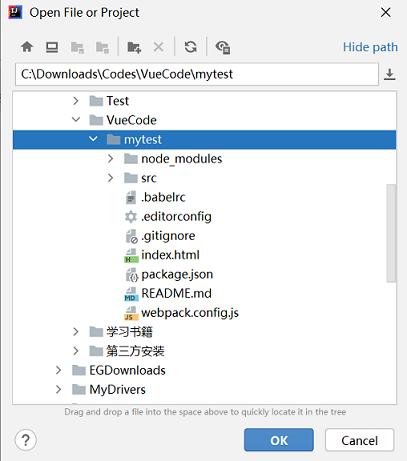 Open File or Project
Hide path
C:\Downloads\Codes\VueCode\mytest
Test
VueCode
mytest
node_modules
src
.babelrc
.editorconfig
.gitignore
index.html
package.json
README.md
webpack.config.js
学习书籍
第三方安装
EGDownloads
MyDrivers
Drag and drop a file into the space above to quickly locate it in the tree
?
OK
Cancel